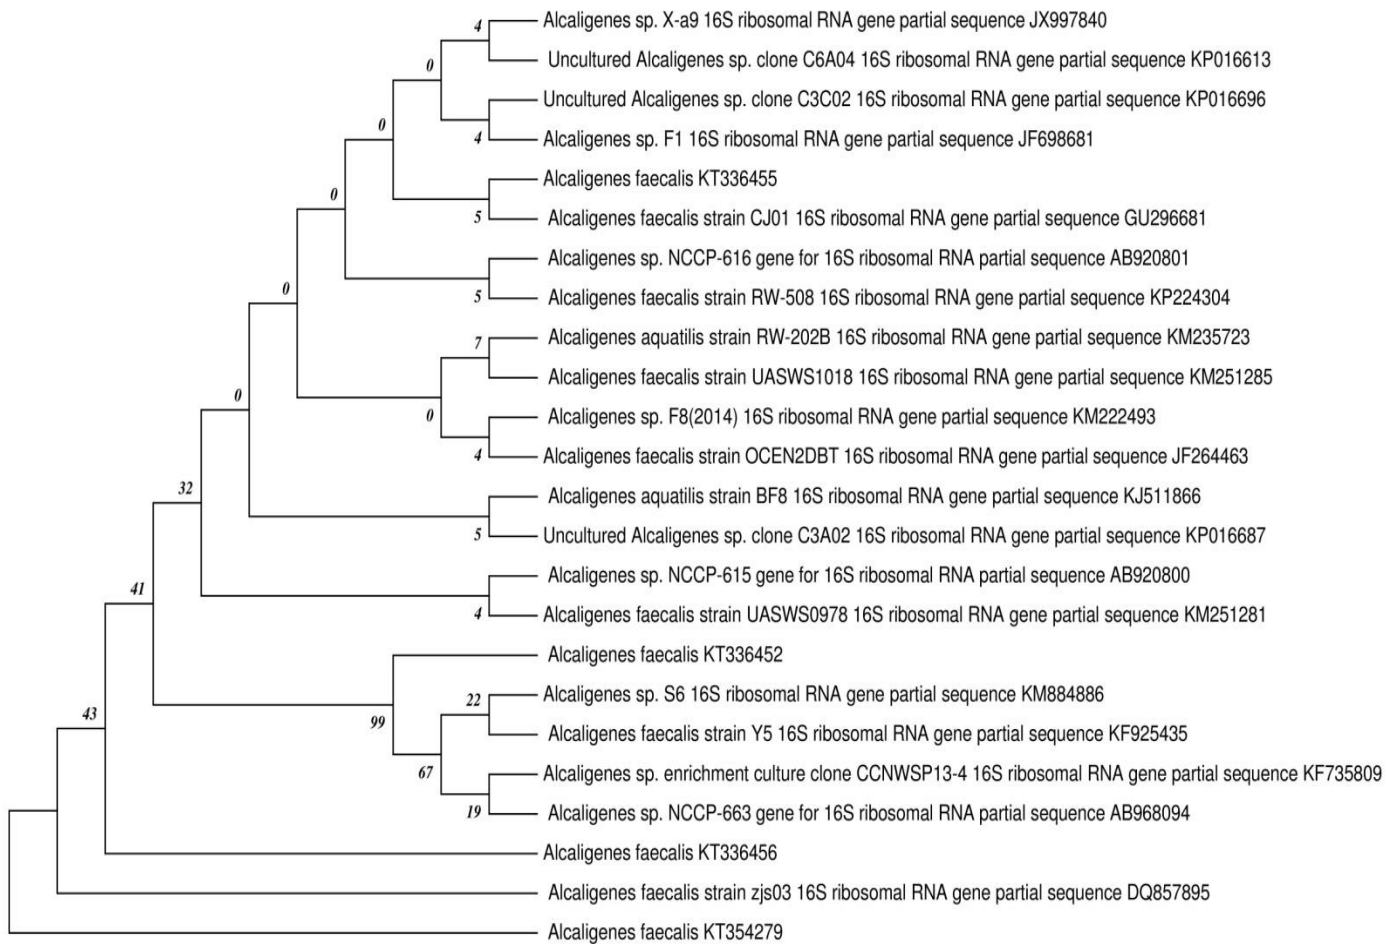 4 Alcaligenes sp. X-a9 16S ribosomal RNA gene partial sequence JX997840
Uncultured Alcaligenes sp. clone C6A04 16S ribosomal RNA gene partial sequence KP016613
0
Uncultured Alcaligenes sp. clone C3C02 16S ribosomal RNA gene partial sequence KP016696
0
4 Alcaligenes sp. F1 16S ribosomal RNA gene partial sequence JF698681
Alcaligenes faecalis KT336455
0
5 Alcaligenes faecalis strain CJ01 16S ribosomal RNA gene partial sequence GU296681
Alcaligenes sp. NCCP-616 gene for 16S ribosomal RNA partial sequence AB920801
0
5 Alcaligenes faecalis strain RW-508 16S ribosomal RNA gene partial sequence KP224304
7 Alcaligenes aquatilis strain RW-202B 16S ribosomal RNA gene partial sequence KM235723
Alcaligenes faecalis strain UASWS1018 16S ribosomal RNA gene partial sequence KM251285
0
0 Alcaligenes sp. F8(2014) 16S ribosomal RNA gene partial sequence KM222493
4 Alcaligenes faecalis strain OCEN2DBT 16S ribosomal RNA gene partial sequence JF264463
32 Alcaligenes aquatilis strain BF8 16S ribosomal RNA gene partial sequence KJ511866
5 Uncultured Alcaligenes sp. clone C3A02 16S ribosomal RNA gene partial sequence KP016687
Alcaligenes sp. NCCP-615 gene for 16S ribosomal RNA partial sequence AB920800
41
4 Alcaligenes faecalis strain UASWS0978 16S ribosomal RNA gene partial sequence KM251281
Alcaligenes faecalis KT336452
22 Alcaligenes sp. S6 16S ribosomal RNA gene partial sequence KM884886
43
99
Alcaligenes faecalis strain Y5 16S ribosomal RNA gene partial sequence KF925435
67 Alcaligenes sp. enrichment culture clone CCNWSP13-4 16S ribosomal RNA gene partial sequence KF735809
19 Alcaligenes sp. NCCP-663 gene for 16S ribosomal RNA partial sequence AB968094
Alcaligenes faecalis KT336456
Alcaligenes faecalis strain zjs03 16S ribosomal RNA gene partial sequence DQ857895
Alcaligenes faecalis KT354279